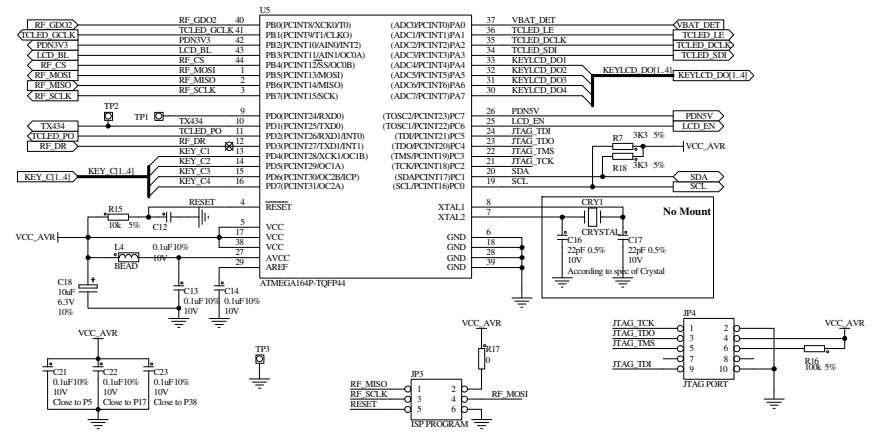 U5
RF_GDO2 RF_GDO2 40 PB0(PCINT8/XCK0/T0) (ADC0/PCINT0)PA0 37 VBAT_DET VBAT_DET
TCLED_GCLK TCLED_GCLK 41 PB1(PCINT9/T1/CLKO) (ADC1/PCINT1)PA1 36 TCLED_LE TCLED_LE
PDN3V3 PDN3V3 42 PB2(PCINT10/AIN0/INT2) (ADC2/PCINT2)PA2 35 TCLED_DCLK TCLED_DCLK
LCD_BL LCD_BL 43 PB3(PCINT11/AIN1/OC0A) (ADC3/PCINT3)PA3 34 TCLED_SDI TCLED_SDI
RF_CS RF_CS 44 PB4(PCINT12/SS/OC0B) (ADC4/PCINT4)PA4 33 KEYLCD_DO1
RF_MOSI RF_MOSI 1 PB5(PCINT13/MOSI) (ADC5/PCINT5)PA5 32 KEYLCD_DO2 KEYLCD_DO[1..4] KEYLCD_DO[1..4]
RF_MISO RF_MISO 2 PB6(PCINT14/MISO) (ADC6/PCINT6)PA6 31 KEYLCD_DO3
RF_SCLK RF_SCLK 3 PB7(PCINT15/SCK) (ADC7/PCINT7)PA7 30 KEYLCD_DO4
TP2
TP1 9 PD0(PCINT24/RXD0) (TOSC2/PCINT23)PC7 26 PDN5V PDN5V
TX434 TX434 10 PD1(PCINT25/TXD0) (TOSC1/PCINT22)PC6 25 LCD_EN LCD_EN
TCLED_PO TCLED_PO 11 PD2(PCINT26/RXD1/INT0) (TDI/PCINT21)PC5 24 JTAG_TDI
RF_DR RF_DR 12 PD3(PCINT27/TXD1/INT1) (TDO/PCINT20)PC4 23 JTAG_TDO R7 3K3 5% VCC_AVR
KEY_C1 13 PD4(PCINT28/XCK1/OC1B) (TMS/PCINT19)PC3 22 JTAG_TMS
KEY_C2 14 PD5(PCINT29/OC1A) (TCK/PCINT18)PC2 21 JTAG_TCK R18 3K3 5%
KEY_C[1..4] KEY_C[1..4] KEY_C3 15 PD6(PCINT30/OC2B/ICP) (SDA/PCINT17)PC1 20 SDA SDA
KEY_C4 16 PD7(PCINT31/OC2A) (SCL/PCINT16)PC0 19 SCL SCL
RESET 4 RESET XTAL1 8 CRY1 No Mount
R15 10k 5% C12 XTAL2 7 CRYSTAL
VCC_AVR 5 VCC
17 VCC GND 6
38 VCC GND 18
L4 BEAD 0.1uF10% 10V 27 AVCC GND 28
29 AREF GND 39
C16 22pF 0.5% 10V C17 22pF 0.5% 10V
According to spec of Crystal
ATMEGA164P-TQFP44
C18 10uF 6.3V 10%
C13 0.1uF10% 10V
C14 0.1uF10% 10V
VCC_AVR
C21 0.1uF10% 10V Close to P5
C22 0.1uF10% 10V Close to P17
C23 0.1uF10% 10V Close to P38
TP3
VCC_AVR
R17 0
JP3
RF_MISO 1 2
RF_SCLK 3 4 RF_MOSI
RESET 5 6
ISP PROGRAM
JP4
JTAG_TCK 1 2 VCC_AVR
JTAG_TDO 3 4
JTAG_TMS 5 6 R16 100k 5%
7 8
JTAG_TDI 9 10
JTAG PORT